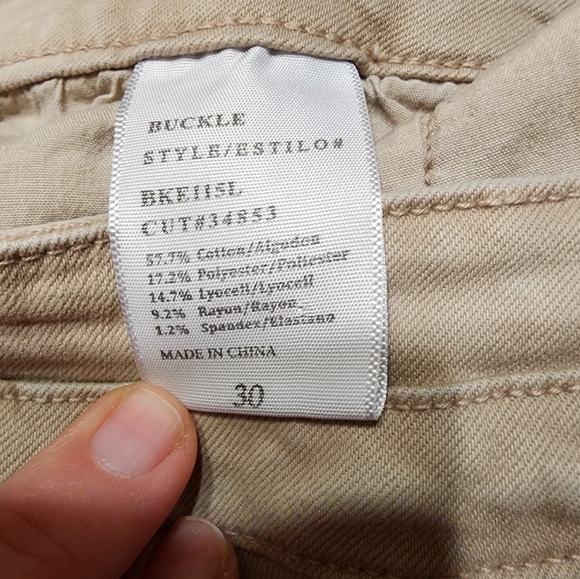 BUCKLE
STYLE/ESTILO#
BKE115L
CUT#34853
57.7% Cotton/Algodon
17.2% Polyester/Poliester
14.7% Lyocell/Lyocell
9.2% Rayon/Rayon
1.2% Spandex/Elastano
MADE IN CHINA
30